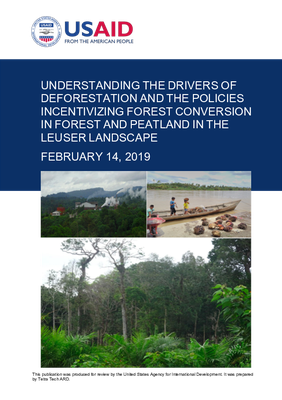 USAID
FROM THE AMERICAN PEOPLE
UNDERSTANDING THE DRIVERS OF
DEFORESTATION AND THE POLICIES
INCENTIVIZING FOREST CONVERSION
IN FOREST AND PEATLAND IN THE
LEUSER LANDSCAPE
FEBRUARY 14, 2019
This publication was produced for review by the United States Agency for International Development. It was prepared
by Tetra Tech ARD.